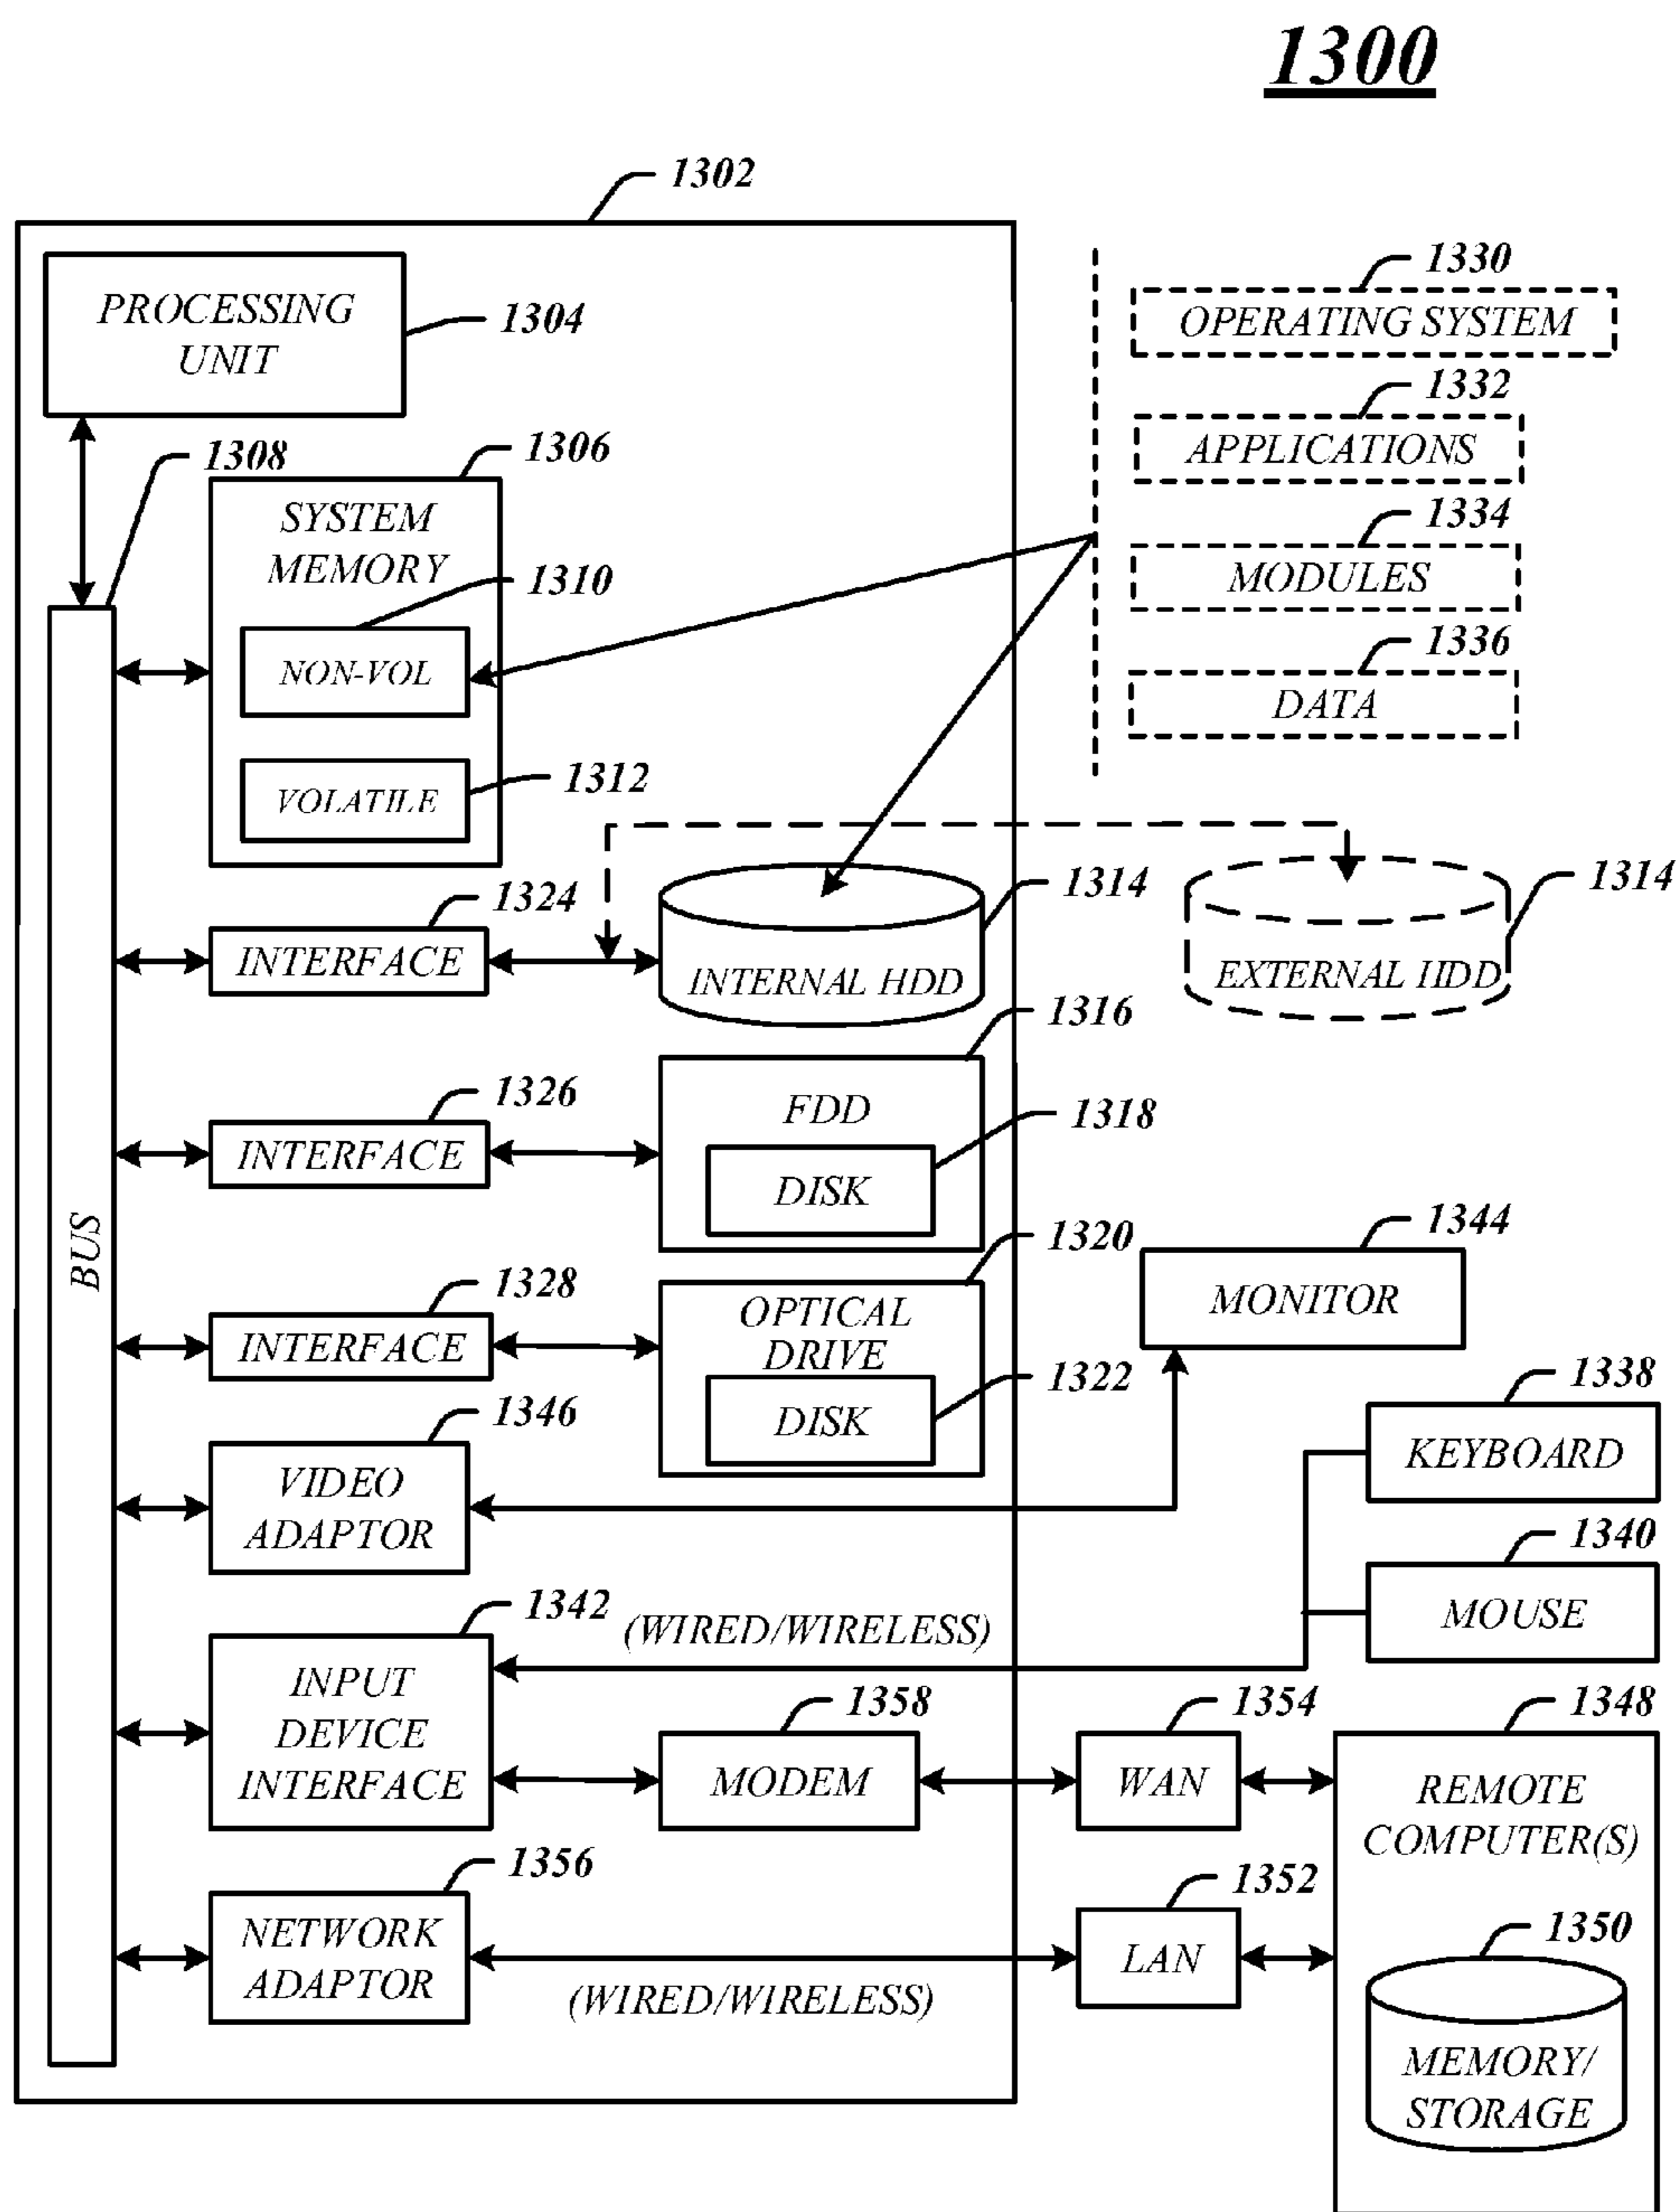 1300
1302
PROCESSING
UNIT
1304
1308
1306
SYSTEM
MEMORY
1310
NON-VOL
VOLATILE
1312
1330
OPERATING SYSTEM
1332
APPLICATIONS
1334
MODULES
1336
DATA
1324
INTERFACE
INTERNAL HDD
1314
EXTERNAL HDD
1314
1326
INTERFACE
1316
FDD
1318
DISK
BUS
1328
INTERFACE
1320
OPTICAL
DRIVE
1322
DISK
1344
MONITOR
1346
VIDEO
ADAPTOR
1338
KEYBOARD
1340
MOUSE
1342
(WIRED/WIRELESS)
INPUT
DEVICE
INTERFACE
1358
MODEM
1354
WAN
1348
REMOTE
COMPUTER(S)
1356
NETWORK
ADAPTOR
(WIRED/WIRELESS)
1352
LAN
1350
MEMORY/
STORAGE